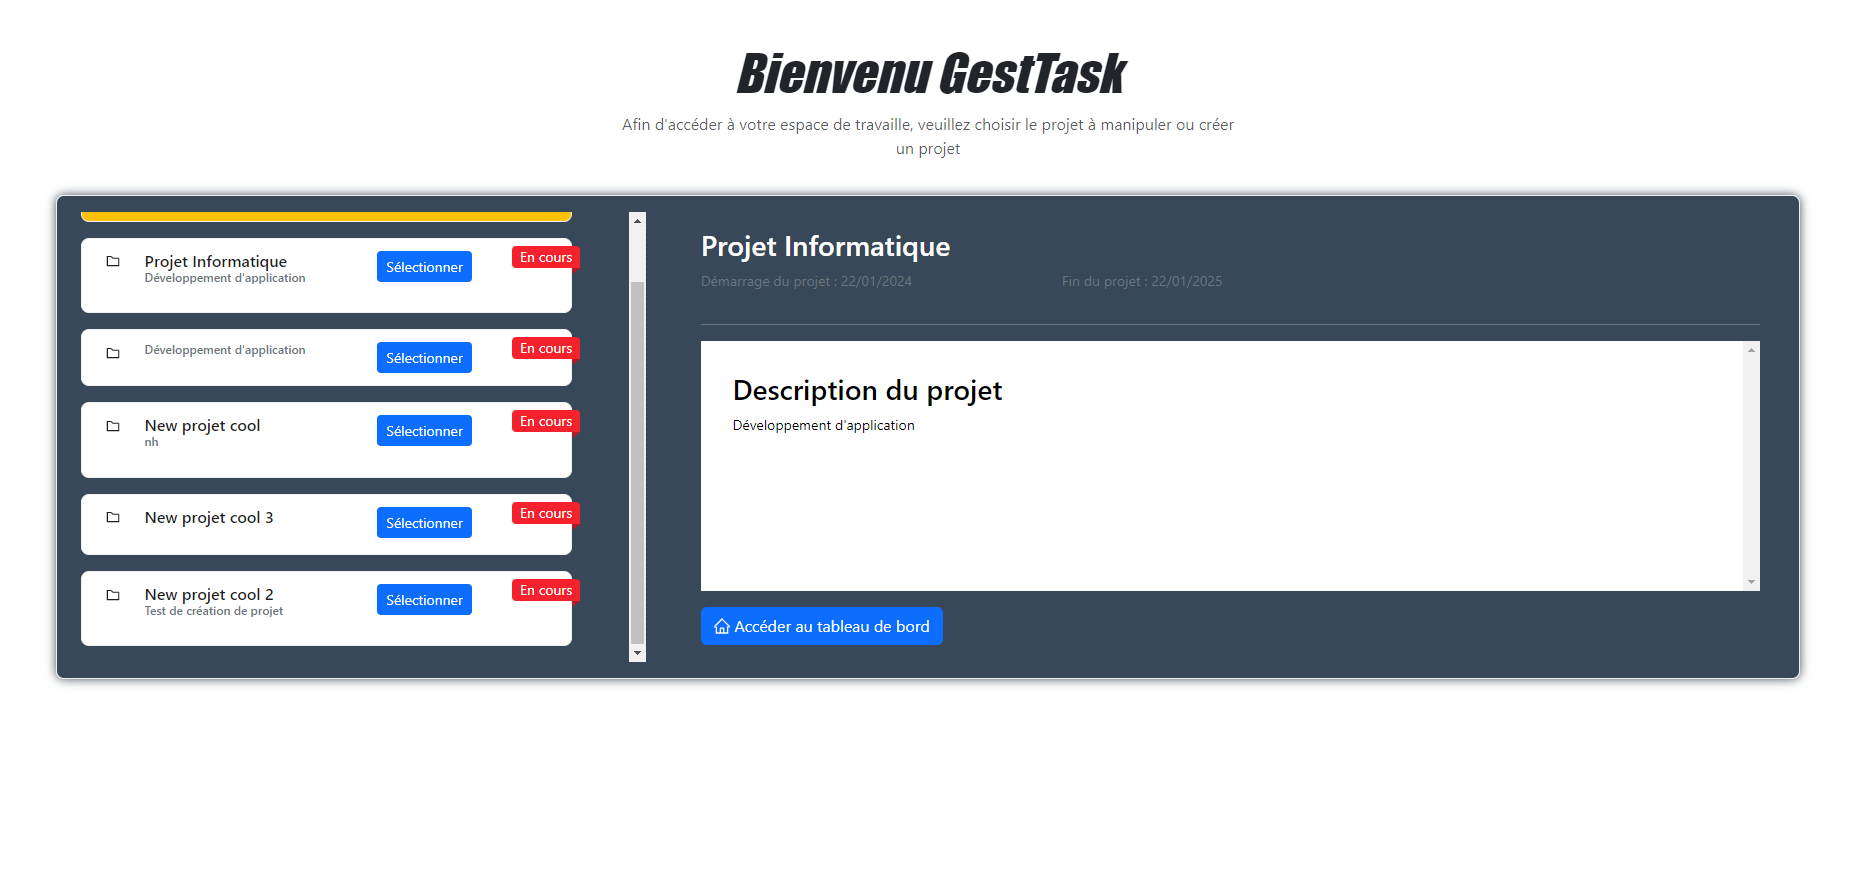 Bienvenu GestTask
Afin d'accéder à votre espace de travaille, veuillez choisir le projet à manipuler ou créer
un projet
Projet Informatique
Développement d'application
Sélectionner
En cours
Développement d'application
Sélectionner
En cours
New projet cool
nh
Sélectionner
En cours
New projet cool 3
Sélectionner
En cours
New projet cool 2
Test de création de projet
Sélectionner
En cours
Projet Informatique
Démarrage du projet : 22/01/2024 Fin du projet : 22/01/2025
Description du projet
Développement d'application
Accéder au tableau de bord